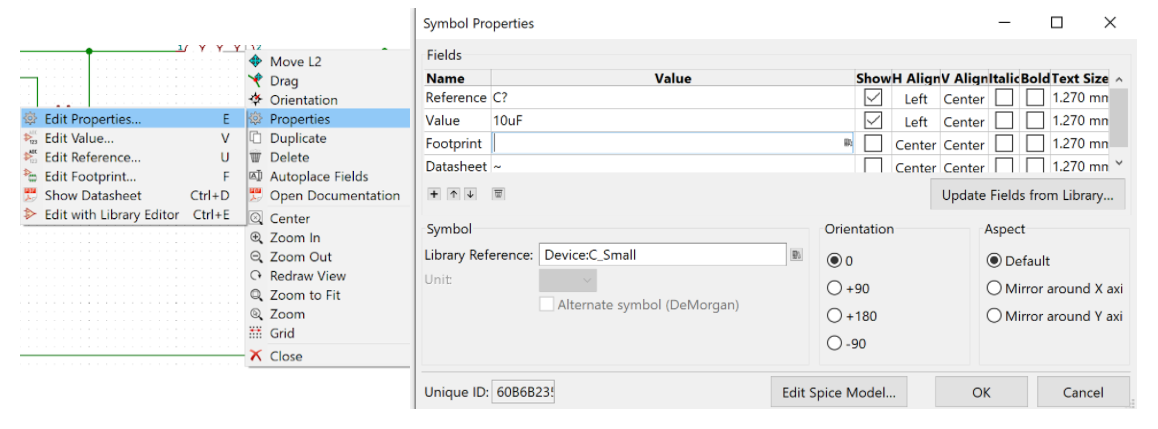 L2
Move L2
Drag
Orientation
Properties
Duplicate
Delete
Autoplace Fields
Open Documentation
Center
Zoom In
Zoom Out
Redraw View
Zoom to Fit
Zoom
Grid
Close
Edit Properties... E
Edit Value... V
Edit Reference... U
Edit Footprint... F
Show Datasheet Ctrl+D
Edit with Library Editor Ctrl+E
Symbol Properties
Fields
Name Value Show H Align V Align Italic Bold Text Size
Reference C? Left Center 1.270 mm
Value 10uF Left Center 1.270 mm
Footprint Center Center 1.270 mm
Datasheet ~ Center Center 1.270 mm
Update Fields from Library...
Symbol
Library Reference: Device:C_Small
Unit:
Alternate symbol (DeMorgan)
Orientation
0
+90
+180
-90
Aspect
Default
Mirror around X axi
Mirror around Y axi
Unique ID: 60B6B23
Edit Spice Model... OK Cancel